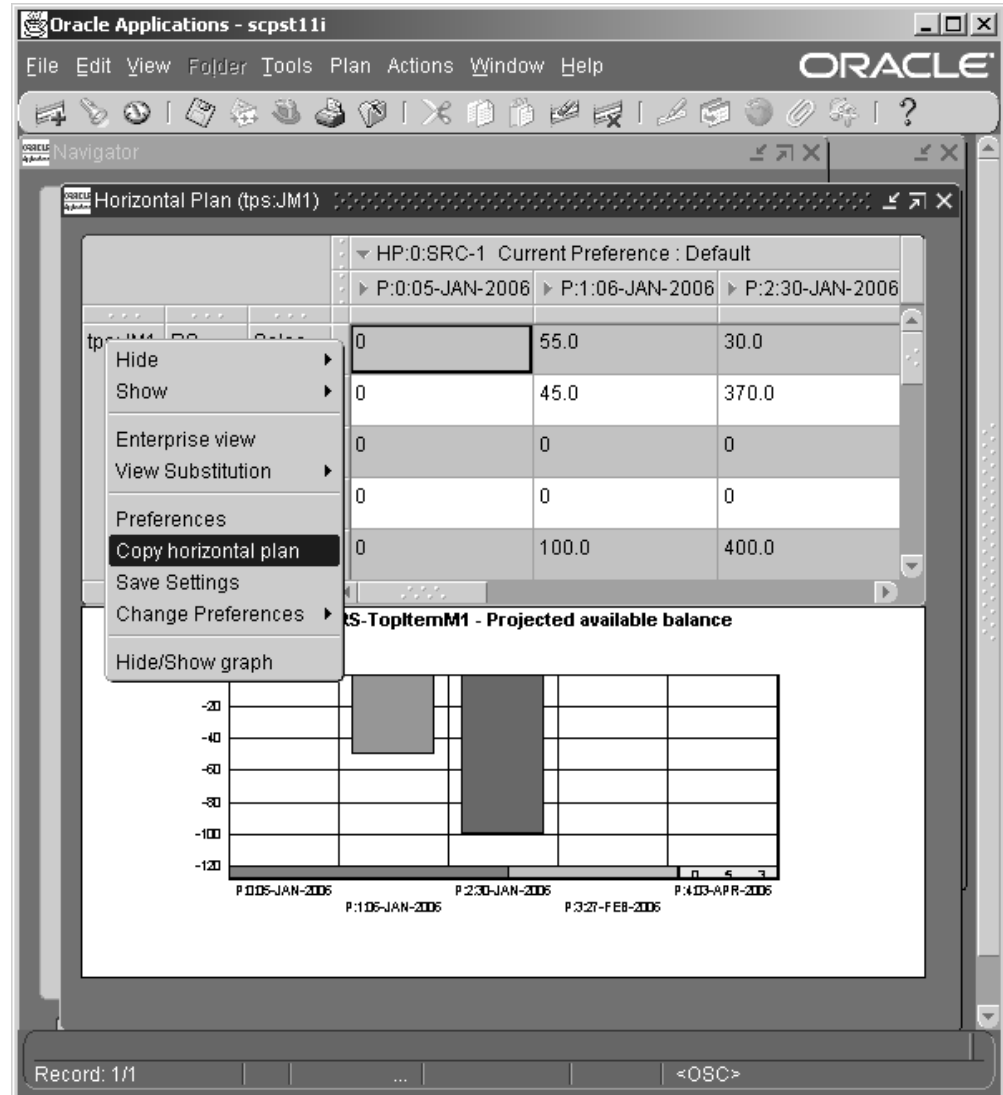 Oracle Applications - scpst11i
File Edit View Folder Tools Plan Actions Window Help ORACLE
?
Navigator
Horizontal Plan (tps:JM1)
HP:0:SRC-1 Current Preference : Default
P:0:05-JAN-2006 P:1:06-JAN-2006 P:2:30-JAN-2006
0 55.0 30.0
Hide
Show
0 45.0 370.0
Enterprise view
0 0 0
View Substitution
0 0 0
Preferences
Copy horizontal plan
0 100.0 400.0
Save Settings
Change Preferences
RS-TopItemM1 - Projected available balance
Hide/Show graph
-20
-40
-60
-80
-100
-120
0 5 3
P:0:05-JAN-2006 P:2:30-JAN-2006 P:4:03-APR-2006
P:1:06-JAN-2006 P:3:27-FEB-2006
Record: 1/1 ... <OSC>